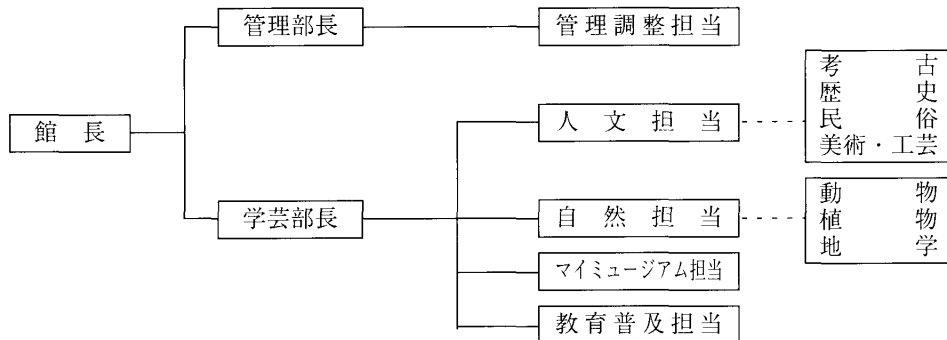 管理部長
管理調整担当
館長
考古
歴史
民俗
美術・工芸
人文担当
学芸部長
自然担当
動物
植物
地学
マイミュージアム担当
教育普及担当